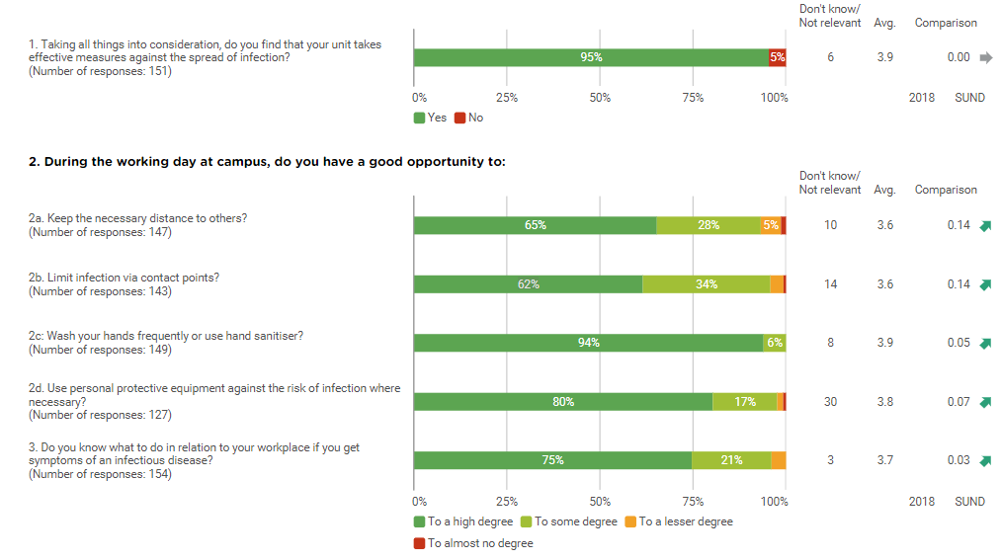 Don't know/
Not relevant Avg. Comparison
1. Taking all things into consideration, do you find that your unit takes
effective measures against the spread of infection?
(Number of responses: 151)
95% 5% 6 3.9 0.00
0% 25% 50% 75% 100% 2018 SUND
Yes No
2. During the working day at campus, do you have a good opportunity to:
Don't know/
Not relevant Avg. Comparison
2a. Keep the necessary distance to others?
(Number of responses: 147)
65% 28% 5% 10 3.6 0.14
2b. Limit infection via contact points?
(Number of responses: 143)
62% 34% 14 3.6 0.14
2c: Wash your hands frequently or use hand sanitiser?
(Number of responses: 149)
94% 6% 8 3.9 0.05
2d. Use personal protective equipment against the risk of infection where
necessary?
(Number of responses: 127)
80% 17% 30 3.8 0.07
3. Do you know what to do in relation to your workplace if you get
symptoms of an infectious disease?
(Number of responses: 154)
75% 21% 3 3.7 0.03
0% 25% 50% 75% 100% 2018 SUND
To a high degree To some degree To a lesser degree
To almost no degree